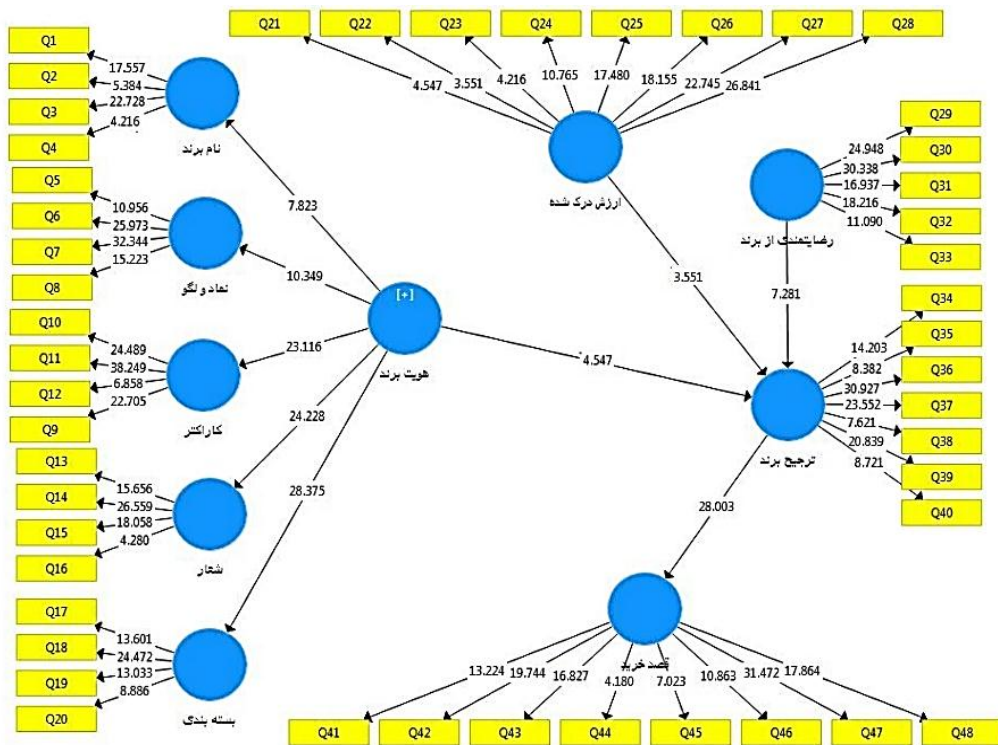 Q21 Q22 Q23 Q24 Q25 Q26 Q27 Q28
4.547 3.551 4.216 10.765 17.480 18.155 22.745 26.841
ارزش درک شده
Q1
Q2
Q3
Q4
17.557
5.384
22.728
4.216
نام برند
Q5
Q6
Q7
Q8
10.956
25.973
32.344
15.223
نماد و لگو
Q10
Q11
Q12
Q9
24.489
38.249
6.858
22.705
کاراکتر
Q13
Q14
Q15
Q16
15.656
26.559
18.058
4.280
شعار
Q17
Q18
Q19
Q20
13.601
24.472
13.033
8.886
بسته بندی
7.823
10.349
23.116
24.228
28.375
[+]
هویت برند
4.547
3.551
7.281
28.003
Q29
Q30
Q31
Q32
Q33
24.948
30.338
16.937
18.216
11.090
رضایتمندی از برند
Q34
Q35
Q36
Q37
Q38
Q39
Q40
14.203
8.382
30.927
23.552
7.621
20.839
8.721
ترجیح برند
قصد خرید
13.224 19.744 16.827 4.180 7.023 10.863 31.472 17.864
Q41 Q42 Q43 Q44 Q45 Q46 Q47 Q48